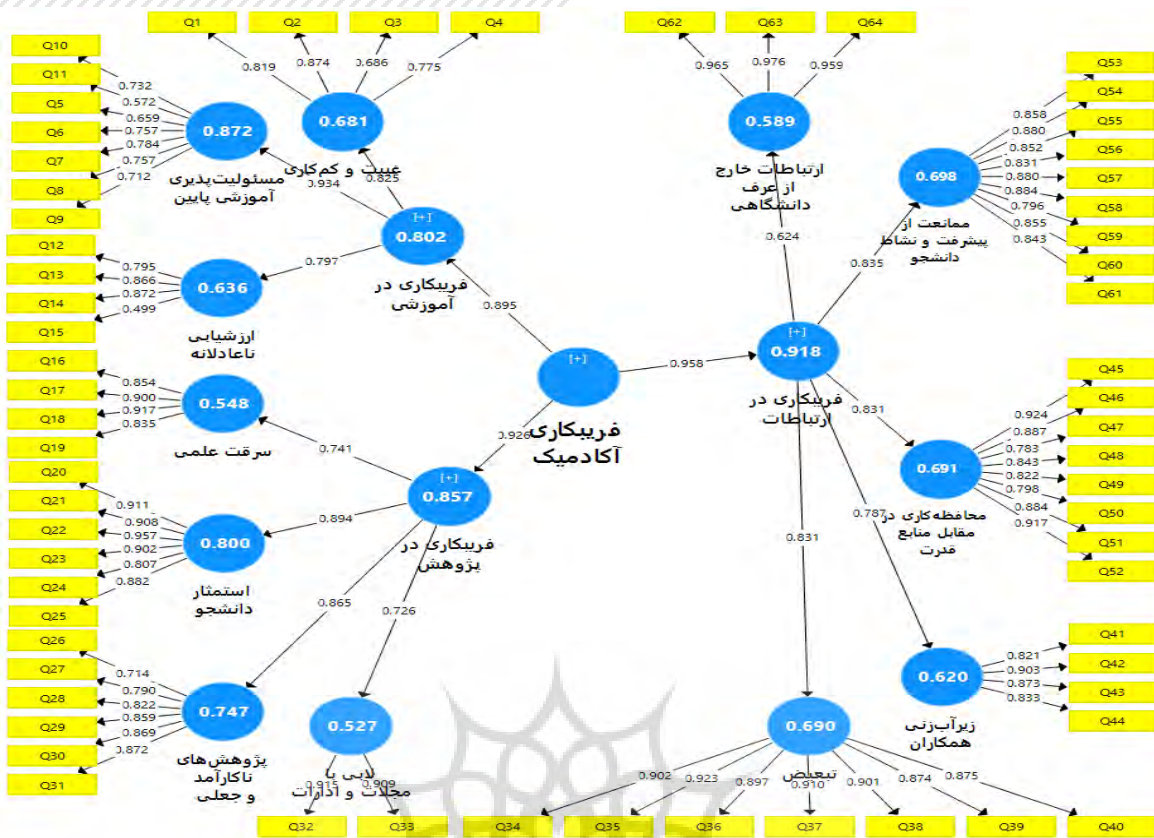 Q1
Q2
Q3
Q4
0.819
0.874
0.686
0.775
0.681
غیبت و کم‌کاری
Q10
Q11
Q5
Q6
Q7
Q8
Q9
0.732
0.572
0.659
0.757
0.784
0.757
0.712
0.872
مسئولیت‌پذیری
آموزشی پایین
0.934
0.825
[+]
0.802
فریبکاری در
آموزشی
0.797
Q12
Q13
Q14
Q15
0.795
0.866
0.872
0.499
0.636
ارزشیابی
ناعادلانه
0.895
[+]
فریبکاری
آکادمیک
0.926
0.958
Q16
Q17
Q18
Q19
0.854
0.900
0.917
0.835
0.548
سرقت علمی
0.741
[+]
0.857
فریبکاری در
پژوهش
Q20
Q21
Q22
Q23
Q24
Q25
0.911
0.908
0.957
0.902
0.807
0.882
0.800
استمثار
دانشجو
0.894
0.865
0.726
Q26
Q27
Q28
Q29
Q30
Q31
0.714
0.790
0.822
0.859
0.869
0.872
0.747
پژوهش‌های
ناکارآمد
و جعلی
0.527
لابی با
مجلات و ادارات
0.915
0.909
Q32
Q33
Q62
Q63
Q64
0.965
0.976
0.959
0.589
ارتباطات خارج
از عرف
دانشگاهی
0.624
Q53
Q54
Q55
Q56
Q57
Q58
Q59
Q60
Q61
0.858
0.880
0.852
0.831
0.880
0.884
0.796
0.855
0.843
0.698
ممانعت از
پیشرفت و نشاط
دانشجو
0.835
[+]
0.918
فریبکاری در
ارتباطات
0.831
Q45
Q46
Q47
Q48
Q49
Q50
Q51
Q52
0.924
0.887
0.783
0.843
0.822
0.798
0.884
0.917
0.691
محافظه‌کاری در
مقابل منابع
قدرت
0.787
0.831
Q41
Q42
Q43
Q44
0.821
0.903
0.873
0.833
0.620
زیرآب‌زنی
همکاران
0.690
تبعیض
0.902
0.923
0.897
0.910
0.901
0.874
0.875
Q34
Q35
Q36
Q37
Q38
Q39
Q40